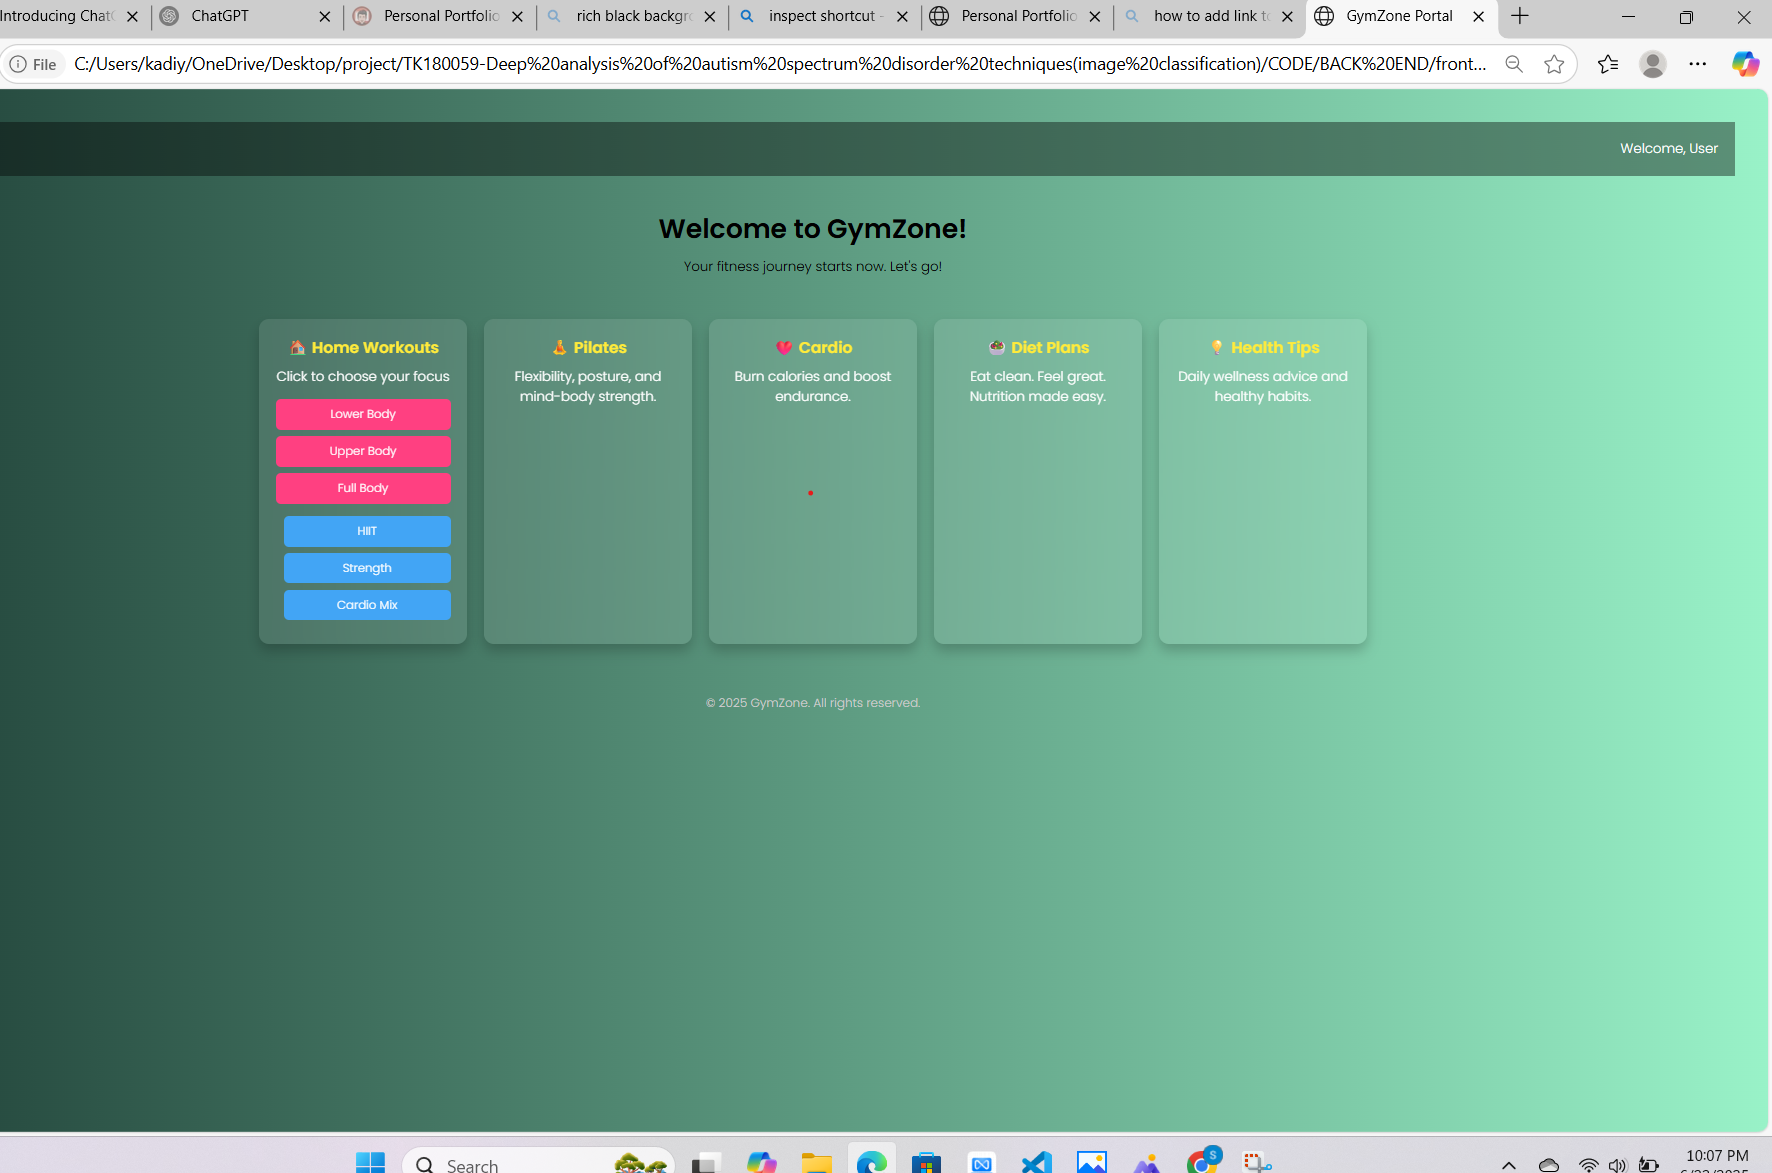 Introducing Chat
ChatGPT
Personal Portfolio
rich black backgr
inspect shortcut -
Personal Portfolio
how to add link to
GymZone Portal
File
C:/Users/kadiy/OneDrive/Desktop/project/TK180059-Deep%20analysis%20of%20autism%20spectrum%20disorder%20techniques(image%20classification)/CODE/BACK%20END/front...
Welcome, User
Welcome to GymZone!
Your fitness journey starts now. Let's go!
Home Workouts
Click to choose your focus
Lower Body
Upper Body
Full Body
HIIT
Strength
Cardio Mix
Pilates
Flexibility, posture, and
mind-body strength.
Cardio
Burn calories and boost
endurance.
Diet Plans
Eat clean. Feel great.
Nutrition made easy.
Health Tips
Daily wellness advice and
healthy habits.
© 2025 GymZone. All rights reserved.
Search
S
10:07 PM